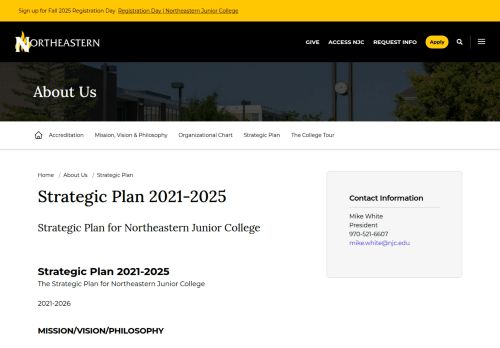 Sign up for Fall 2025 Registration Day Registration Day | Northeastern Junior College
NORTHEASTERN
GIVE ACCESS NJC REQUEST INFO Apply
About Us
Accreditation Mission, Vision & Philosophy Organizational Chart Strategic Plan The College Tour
Home / About Us / Strategic Plan
Strategic Plan 2021-2025
Strategic Plan for Northeastern Junior College
Contact Information
Mike White
President
970-521-6607
mike.white@njc.edu
Strategic Plan 2021-2025
The Strategic Plan for Northeastern Junior College
2021-2026
MISSION/VISION/PHILOSOPHY